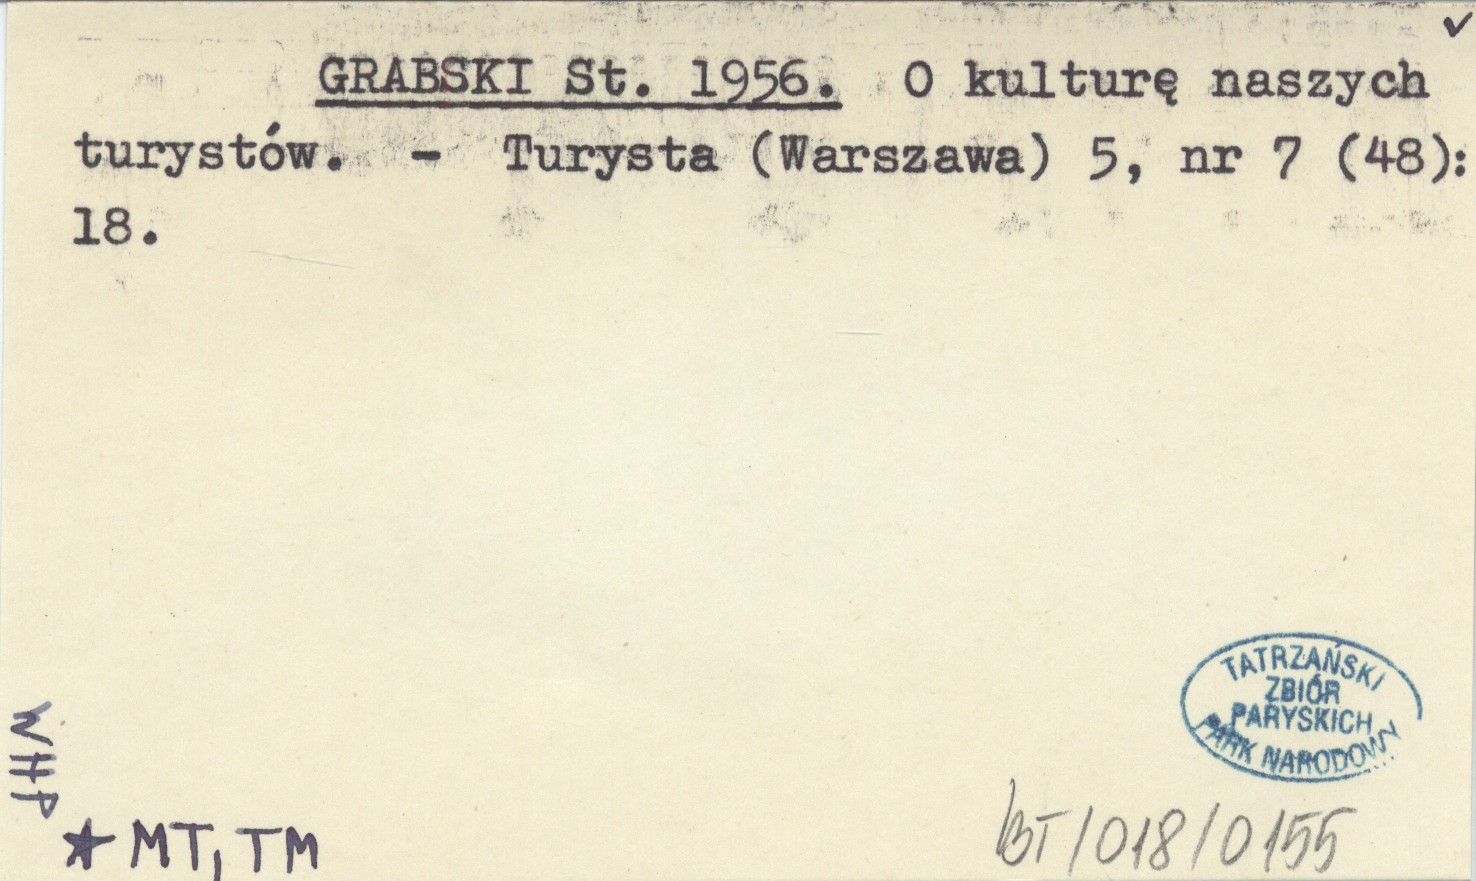 GRABSKI St. 1956. O kulturę naszych
turystów. - Turysta (Warszawa) 5, nr 7 (48):
18.
TATRZAŃSKI
ZBIÓR
PARYSKICH
PARK NARODOWY
WHP
MT, TM
BT/018/0155